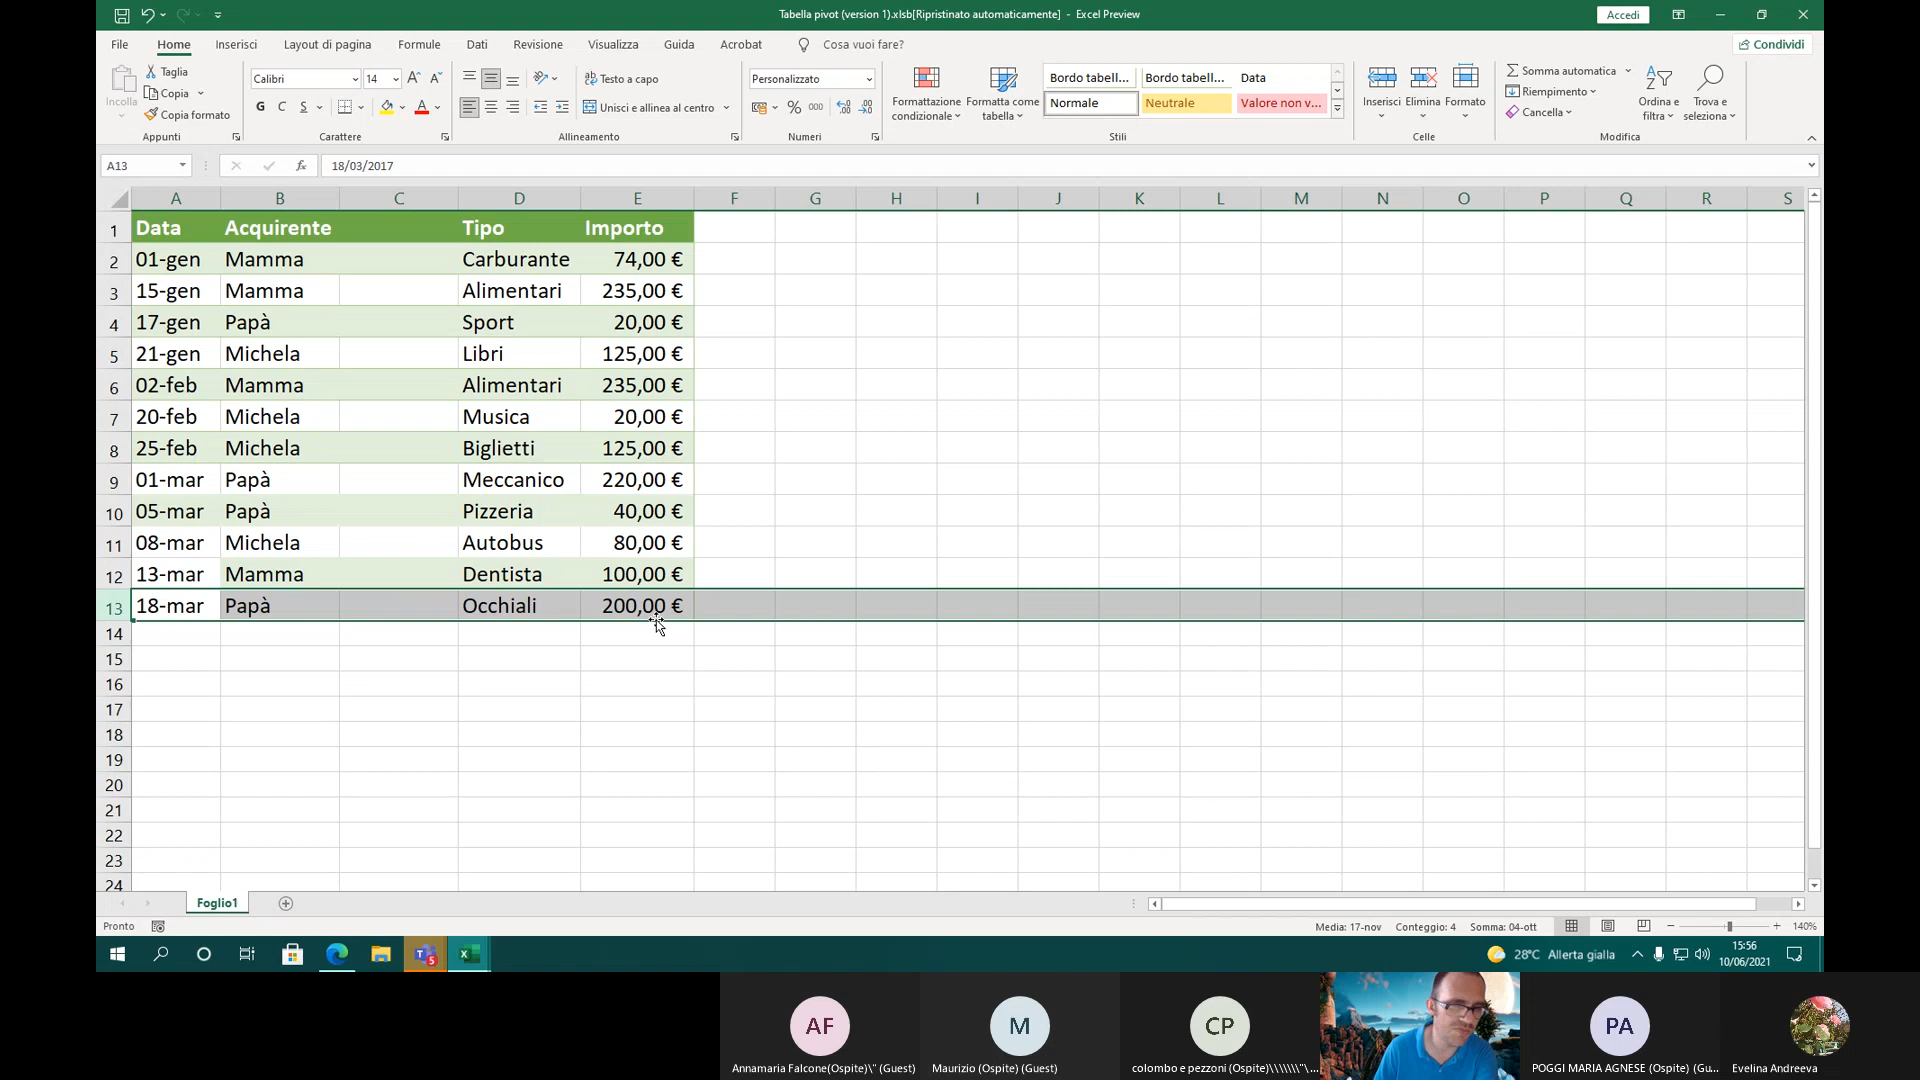 Tabella pivot (version 1).xlsb[Ripristinato automaticamente] - Excel Preview
Accedi
File Home Inserisci Layout di pagina Formule Dati Revisione Visualizza Guida Acrobat Cosa vuoi fare?
Condividi
Incolla
Taglia
Copia
Copia formato
Appunti
Calibri 14
G C S
Carattere
Testo a capo
Unisci e allinea al centro
Allineamento
Personalizzato
% 000
Numeri
Formattazione condizionale
Formatta come tabella
Bordo tabell... Bordo tabell... Data
Normale Neutrale Valore non v...
Stili
Inserisci Elimina Formato
Celle
Somma automatica
Riempimento
Cancella
Ordina e filtra
Trova e seleziona
Modifica
A13 fx 18/03/2017
A B C D E F G H I J K L M N O P Q R S
1 Data Acquirente Tipo Importo
2 01-gen Mamma Carburante 74,00 €
3 15-gen Mamma Alimentari 235,00 €
4 17-gen Papà Sport 20,00 €
5 21-gen Michela Libri 125,00 €
6 02-feb Mamma Alimentari 235,00 €
7 20-feb Michela Musica 20,00 €
8 25-feb Michela Biglietti 125,00 €
9 01-mar Papà Meccanico 220,00 €
10 05-mar Papà Pizzeria 40,00 €
11 08-mar Michela Autobus 80,00 €
12 13-mar Mamma Dentista 100,00 €
13 18-mar Papà Occhiali 200,00 €
14
15
16
17
18
19
20
21
22
23
24
Foglio1
Pronto
Media: 17-nov Conteggio: 4 Somma: 04-ott
140%
28°C Allerta gialla
15:56
10/06/2021
AF M CP PA
Annamaria Falcone(Ospite)\" (Guest)
Maurizio (Ospite) (Guest)
colombo e pezzoni (Ospite)\\\\\\\"\...
POGGI MARIA AGNESE (Ospite) (Gu...
Evelina Andreeva